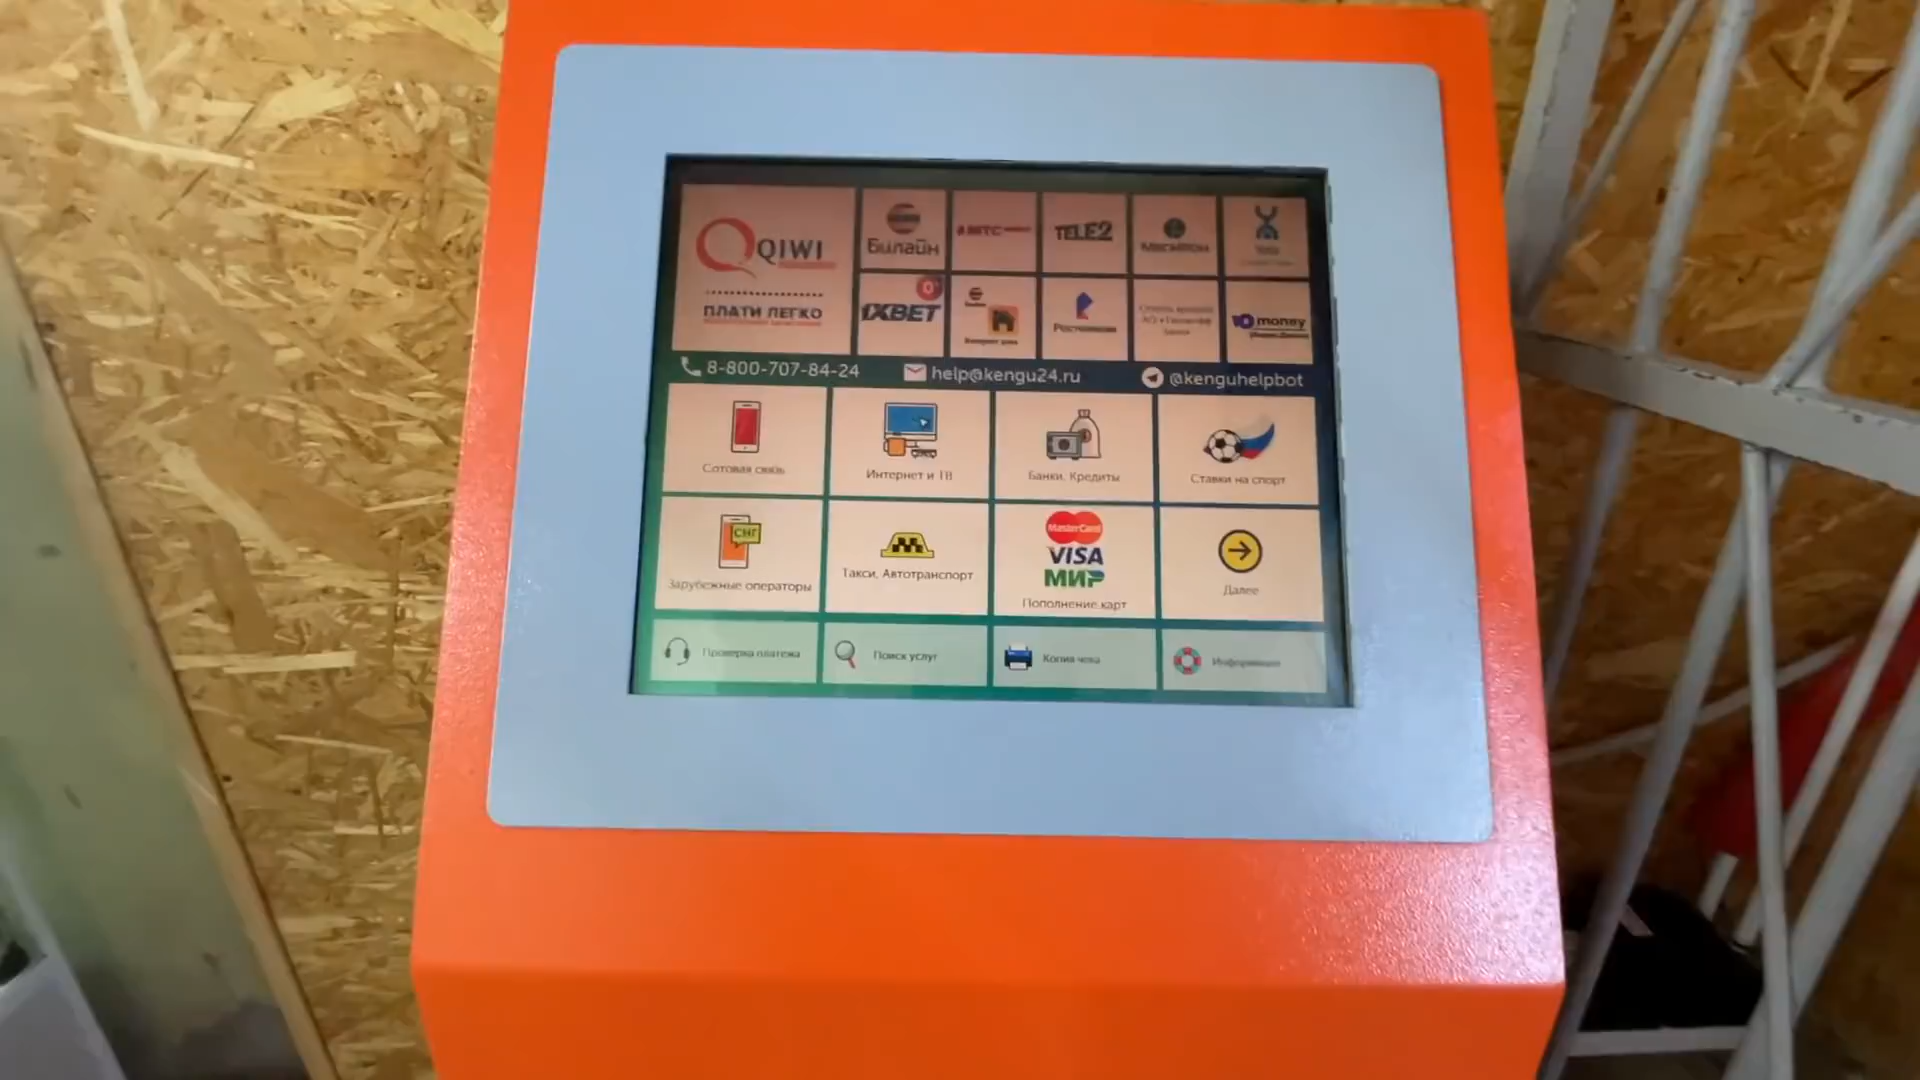 QIWI
ПЛАТИ ЛЕГКО
Билайн
МТС
TELE2
МЕГАФОН
1XBET
0+
Ростелеком
money
8-800-707-84-24
help@kengu24.ru
@kenguhelpbot
Сотовая связь
Интернет и ТВ
Банки, Кредиты
Ставки на спорт
СНГ
Зарубежные операторы
Такси, Автотранспорт
MasterCard
VISA
МИР
Пополнение карт
Далее
Проверка платежа
Поиск услуг
Копия чека
Информация